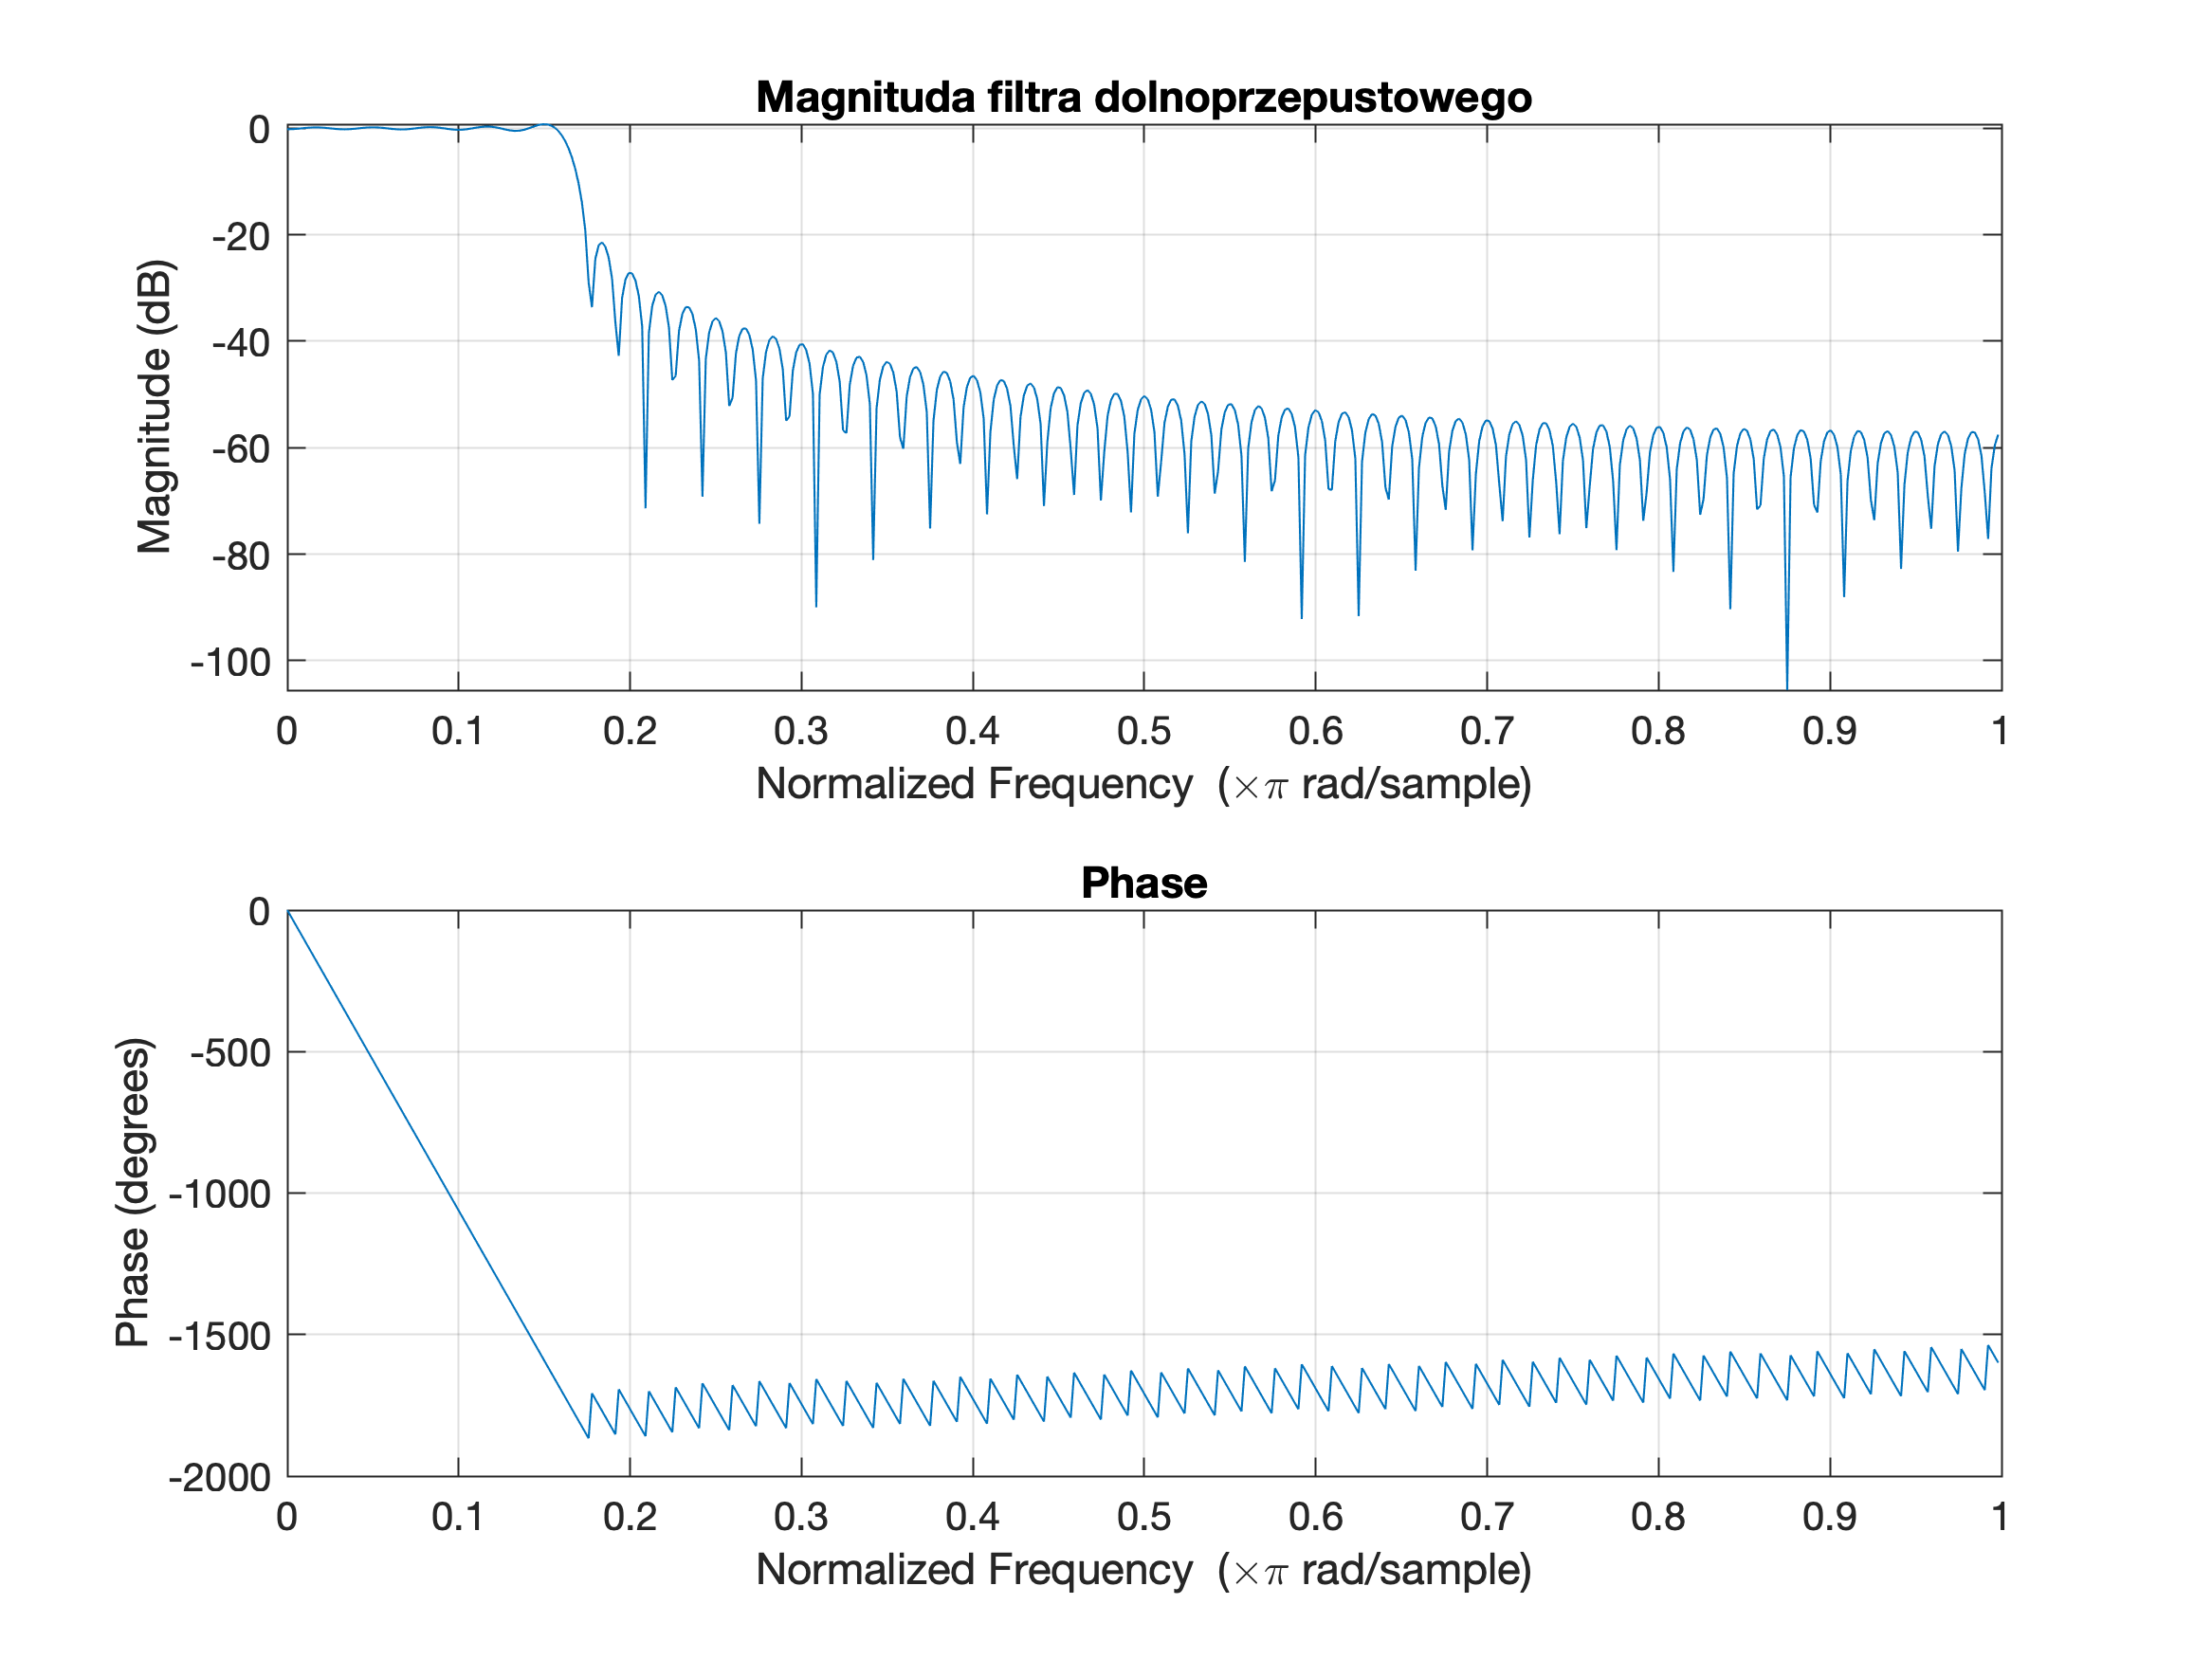 Magnituda filtra dolnoprzepustowego
0
-20
-40
-60
-80
-100
Magnitude (dB)
0 0.1 0.2 0.3 0.4 0.5 0.6 0.7 0.8 0.9 1
Normalized Frequency (×π rad/sample)
Phase
0
-500
-1000
-1500
-2000
Phase (degrees)
0 0.1 0.2 0.3 0.4 0.5 0.6 0.7 0.8 0.9 1
Normalized Frequency (×π rad/sample)